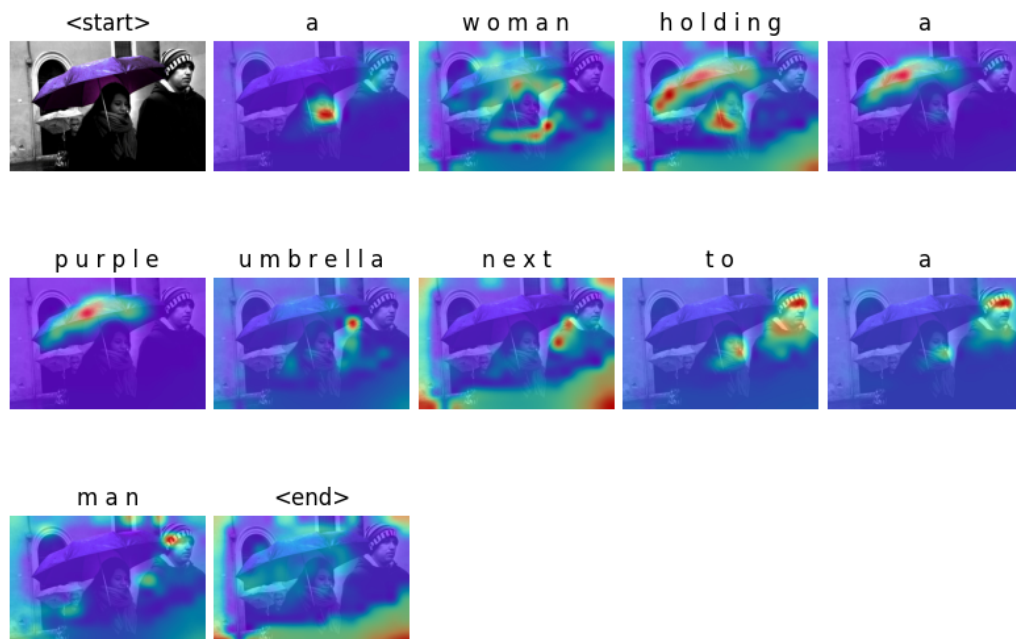 <start> a woman holding a
purple umbrella next to a
man <end>